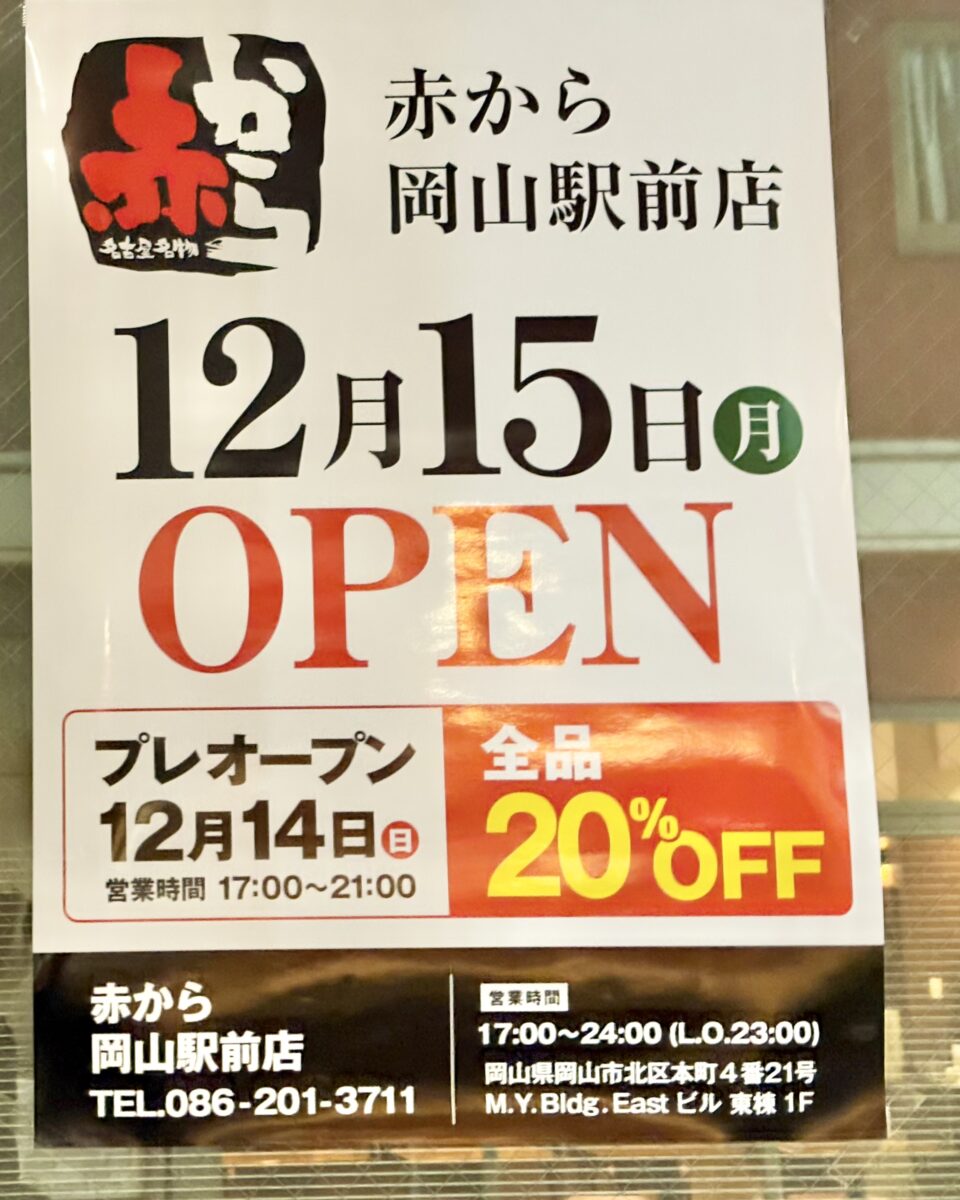 赤から
名古屋名物
赤から
岡山駅前店
12月15日月
OPEN
プレオープン
12月14日日
営業時間 17:00～21:00
全品
20%OFF
赤から
岡山駅前店
TEL.086-201-3711
営業時間
17:00～24:00 (L.O.23:00)
岡山県岡山市北区本町4番21号
M.Y.Bldg.Eastビル 東棟 1F